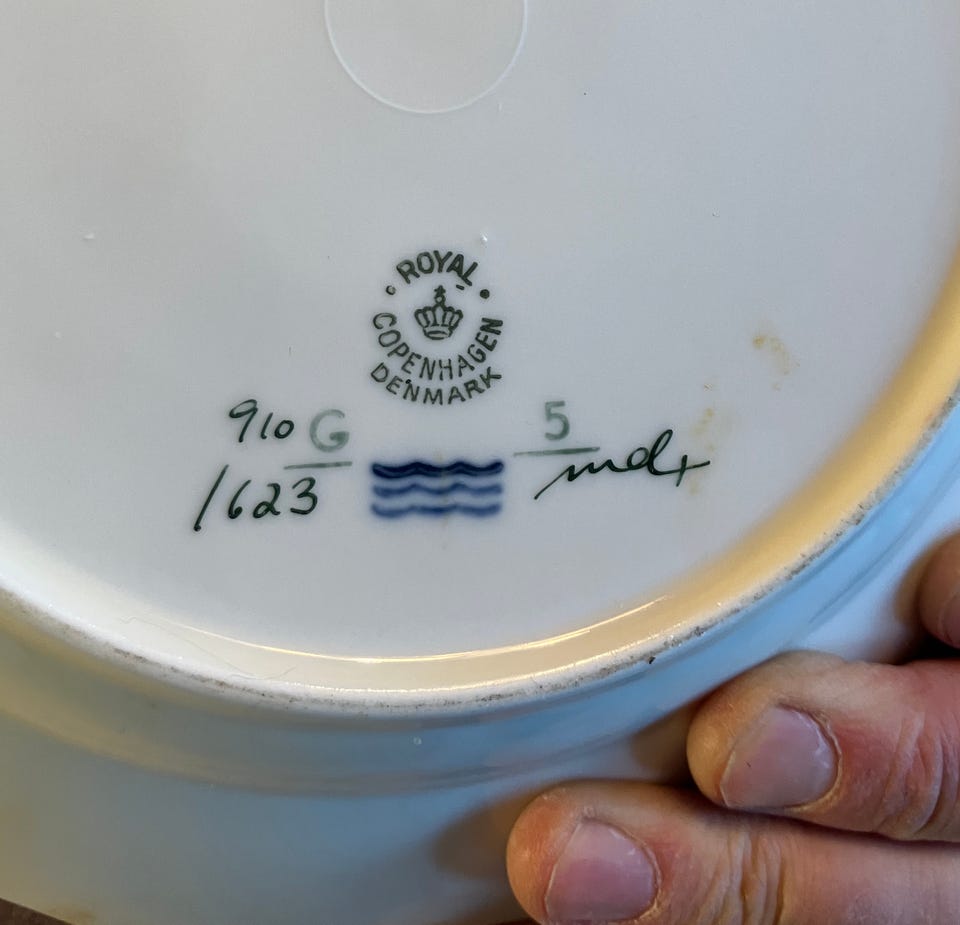 ROYAL
COPENHAGEN
DENMARK
910 G 5
1623